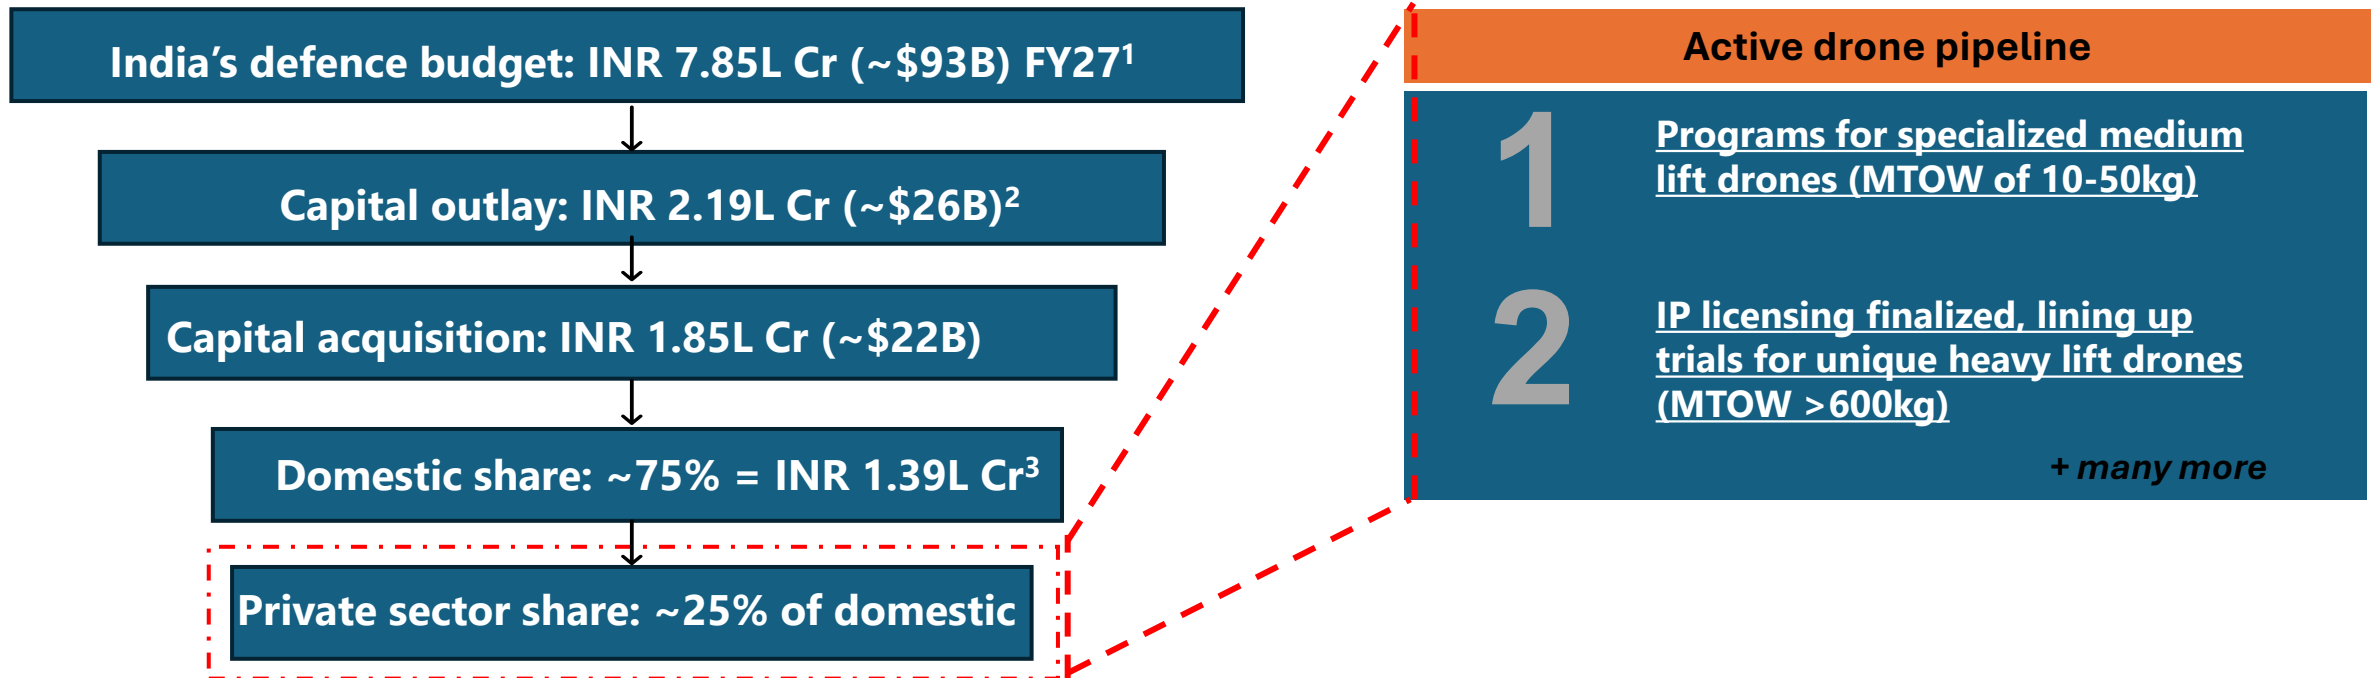 India’s defence budget: INR 7.85L Cr (~$93B) FY27¹
Capital outlay: INR 2.19L Cr (~$26B)²
Capital acquisition: INR 1.85L Cr (~$22B)
Domestic share: ~75% = INR 1.39L Cr³
Private sector share: ~25% of domestic
Active drone pipeline
1
Programs for specialized medium
lift drones (MTOW of 10-50kg)
2
IP licensing finalized, lining up
trials for unique heavy lift drones
(MTOW >600kg)
+ many more